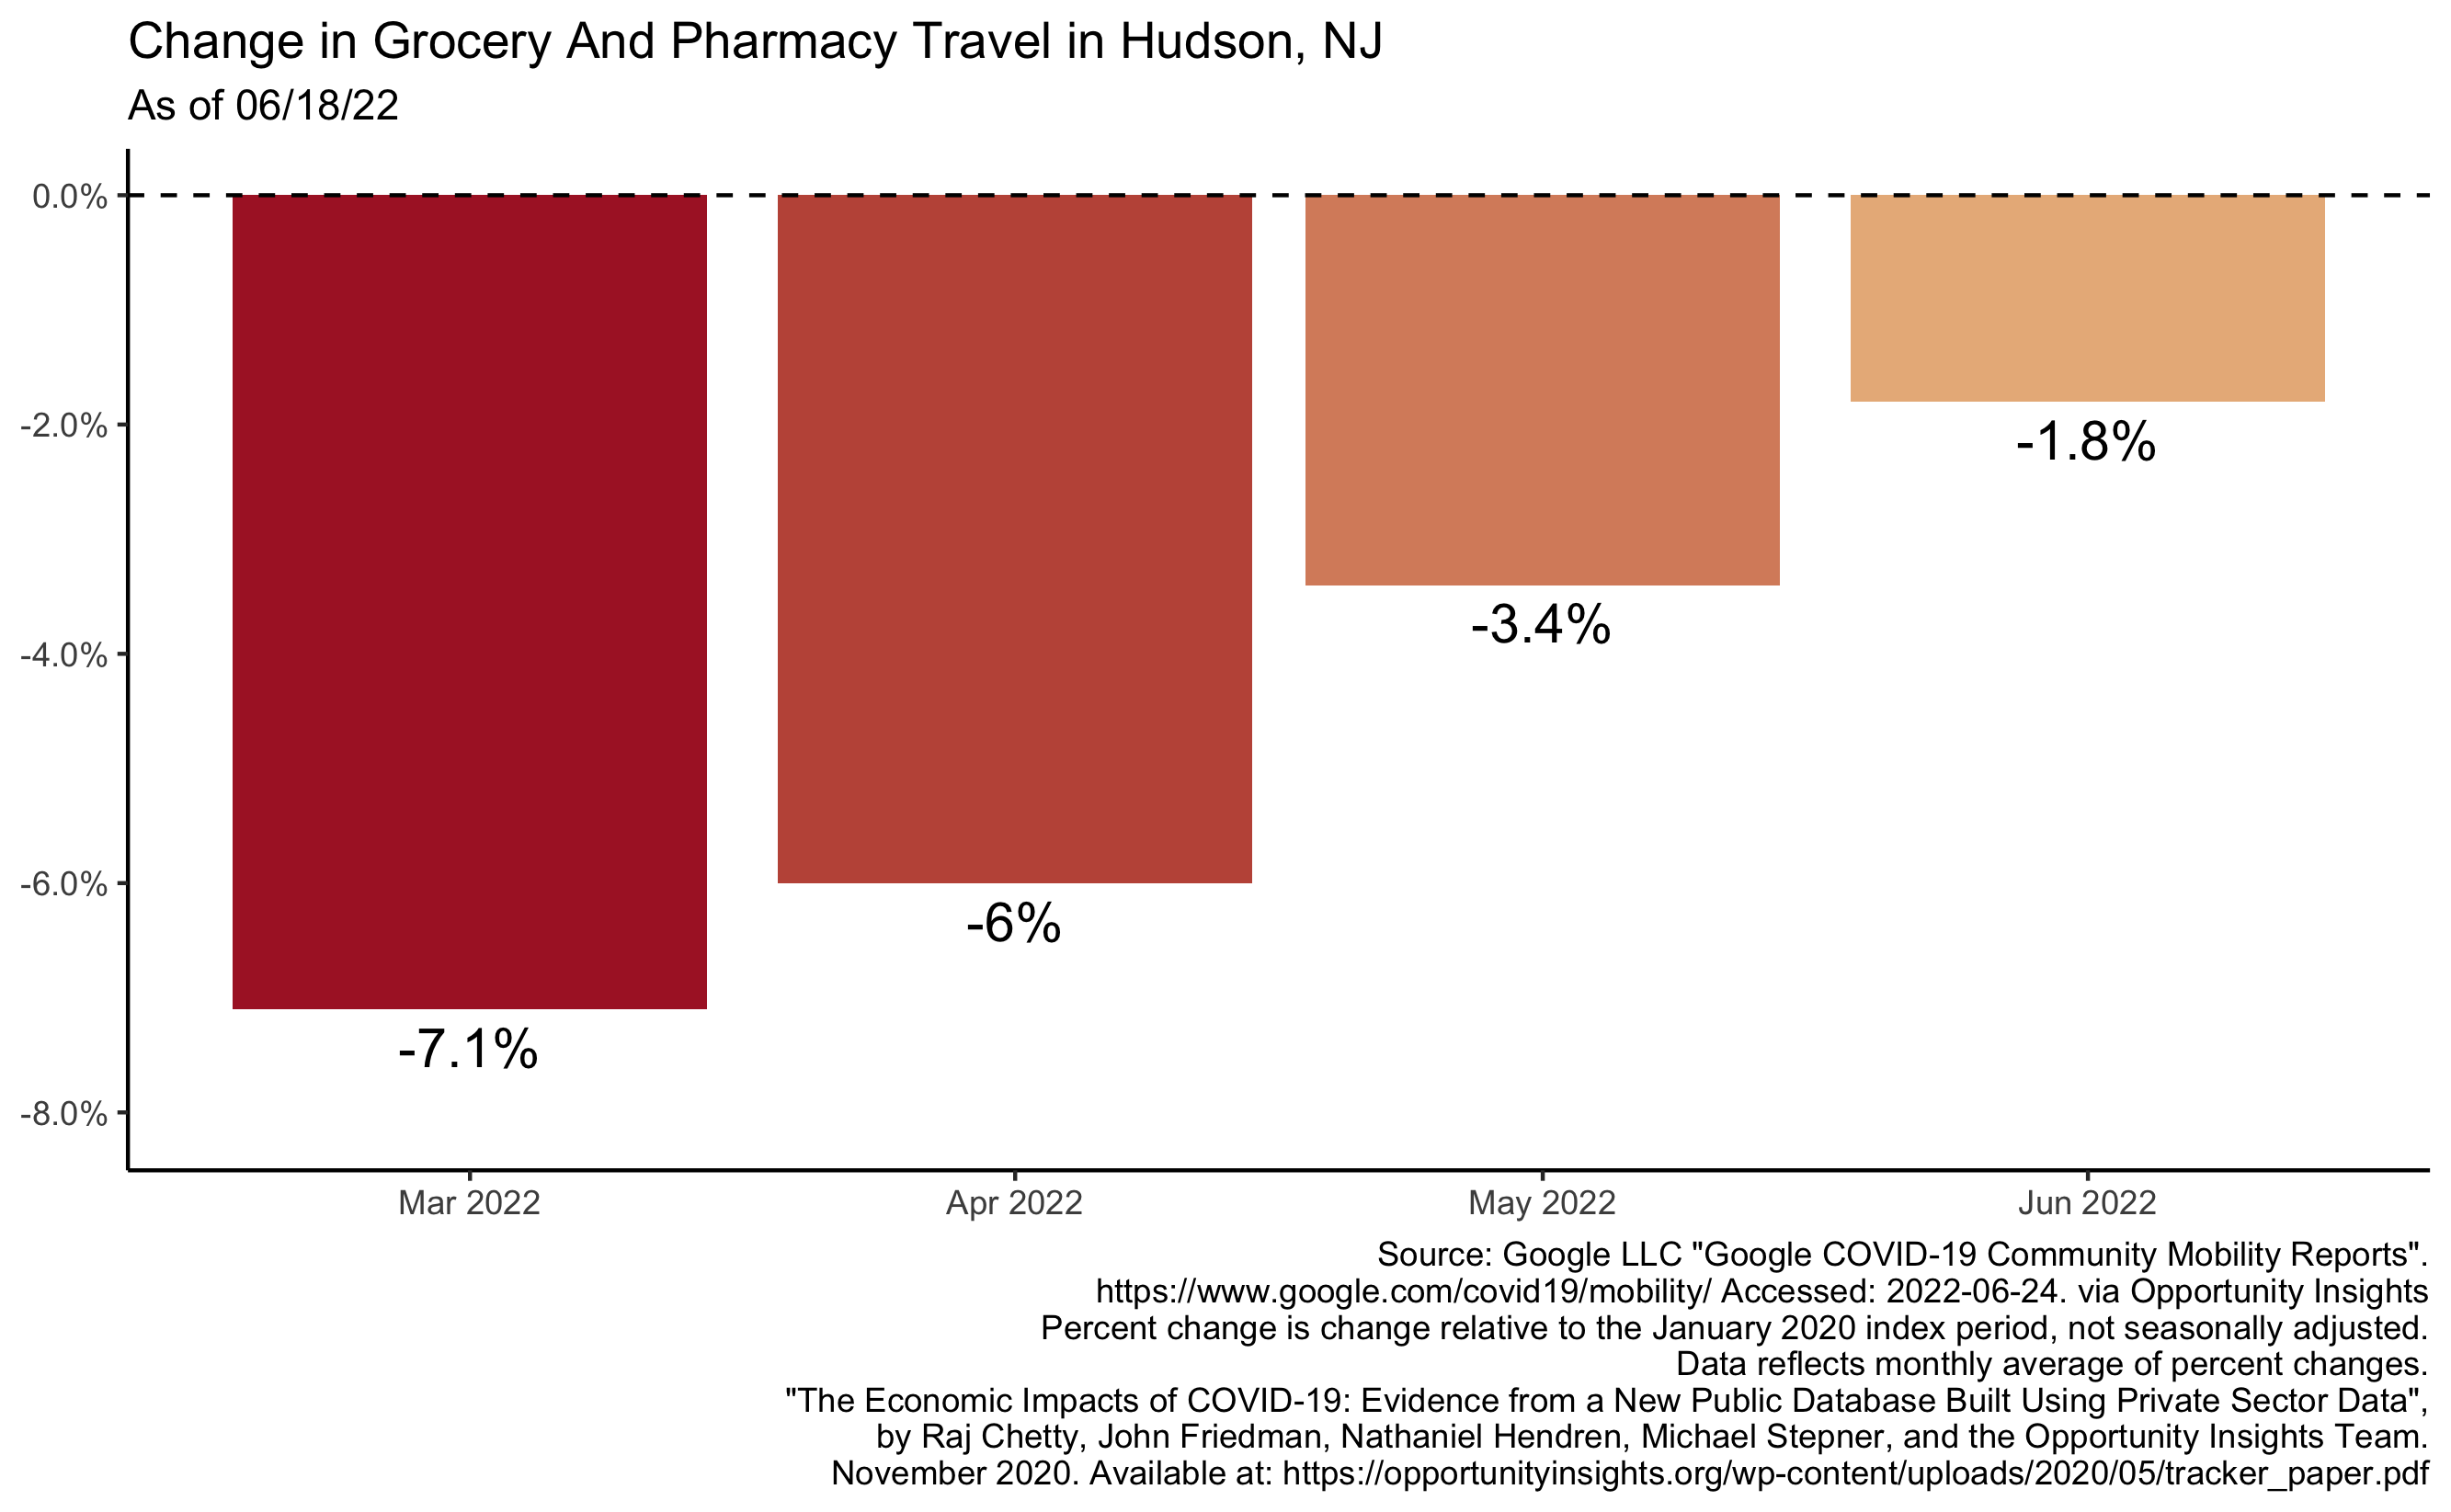 Change in Grocery And Pharmacy Travel in Hudson, NJ
As of 06/18/22
0.0%
-2.0%
-4.0%
-6.0%
-8.0%
-7.1%
-6%
-3.4%
-1.8%
Mar 2022
Apr 2022
May 2022
Jun 2022
Source: Google LLC "Google COVID-19 Community Mobility Reports".
https://www.google.com/covid19/mobility/ Accessed: 2022-06-24. via Opportunity Insights
Percent change is change relative to the January 2020 index period, not seasonally adjusted.
Data reflects monthly average of percent changes.
"The Economic Impacts of COVID-19: Evidence from a New Public Database Built Using Private Sector Data",
by Raj Chetty, John Friedman, Nathaniel Hendren, Michael Stepner, and the Opportunity Insights Team.
November 2020. Available at: https://opportunityinsights.org/wp-content/uploads/2020/05/tracker_paper.pdf